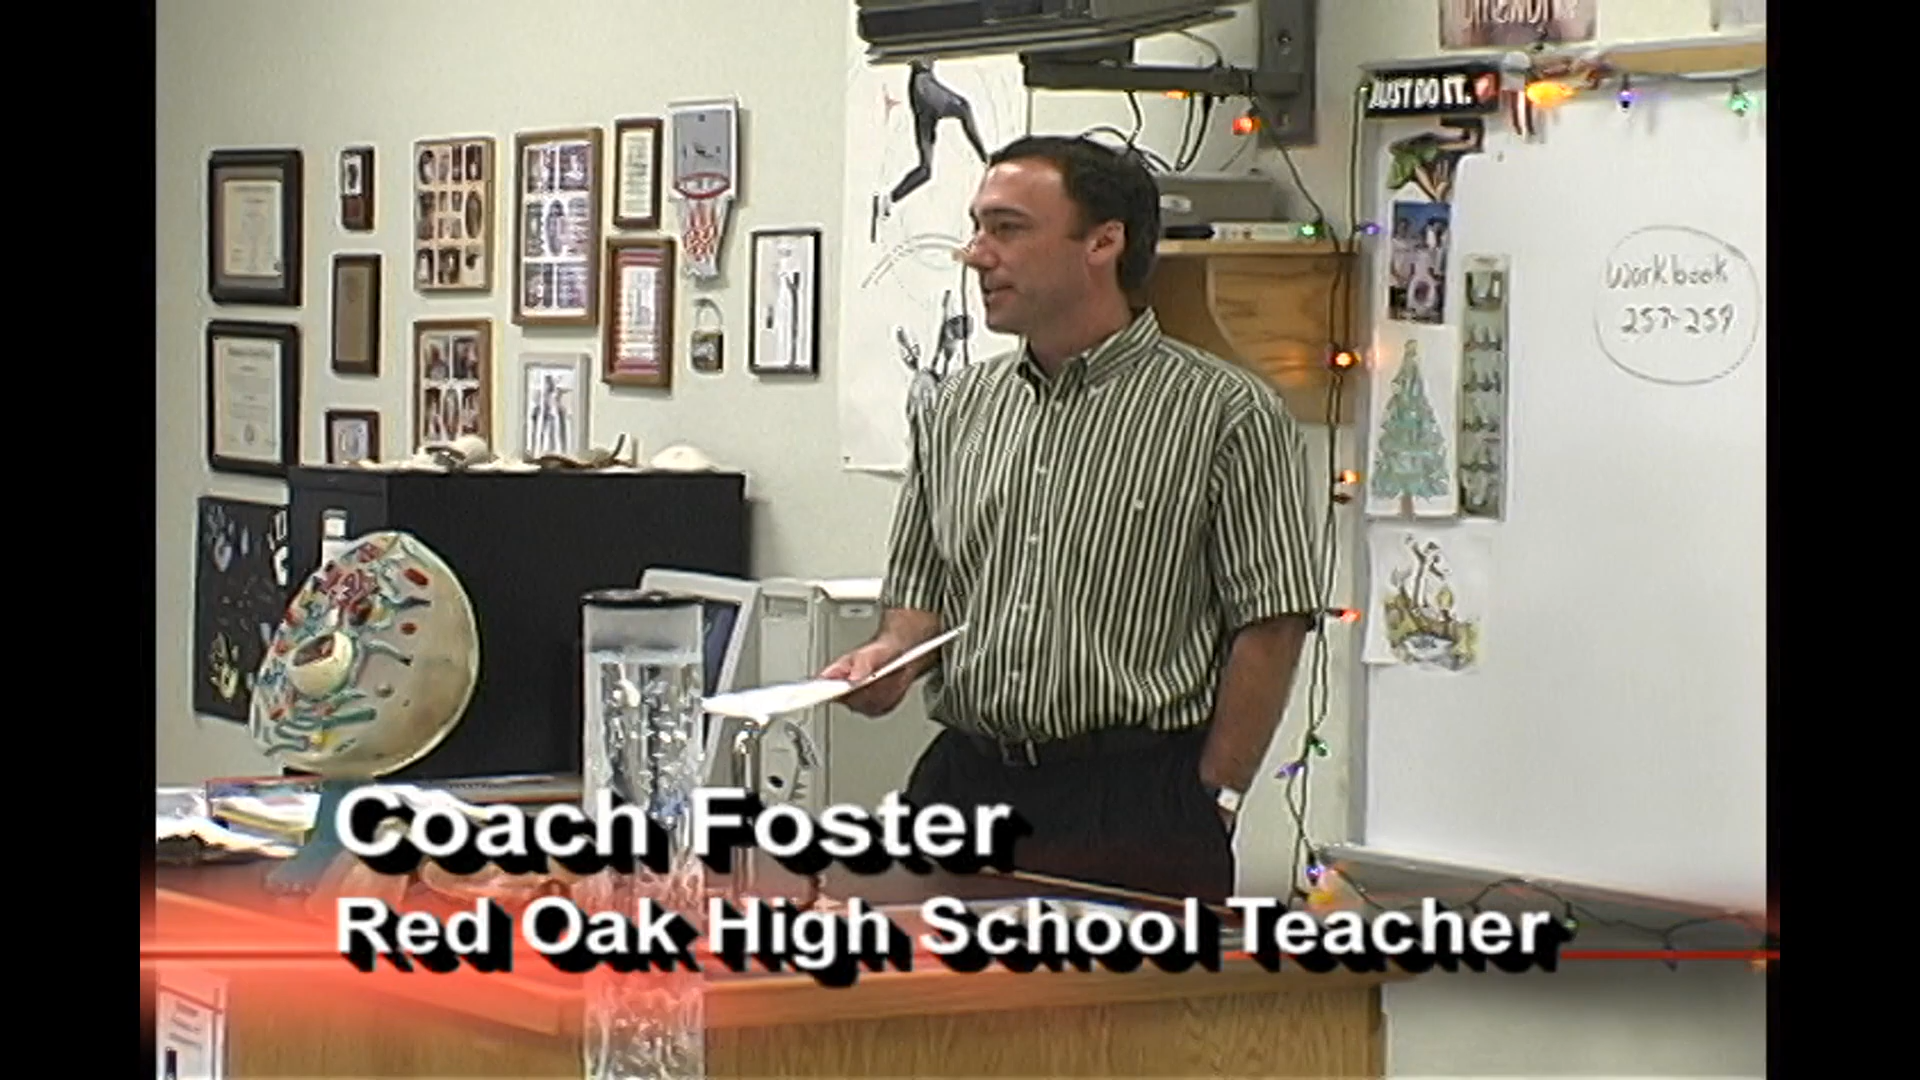 JUST DO IT.
Workbook
257-259
Coach Foster
Red Oak High School Teacher